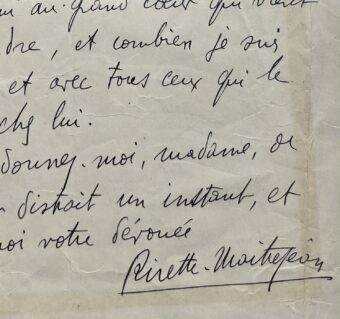 au grand cœur qui vient
dre, et combien je suis
et avec tous ceux qui le
chez lui.
donnez-moi, madame, de
distrait un instant, et
moi votre dévouée
Rirette-Maitrejean